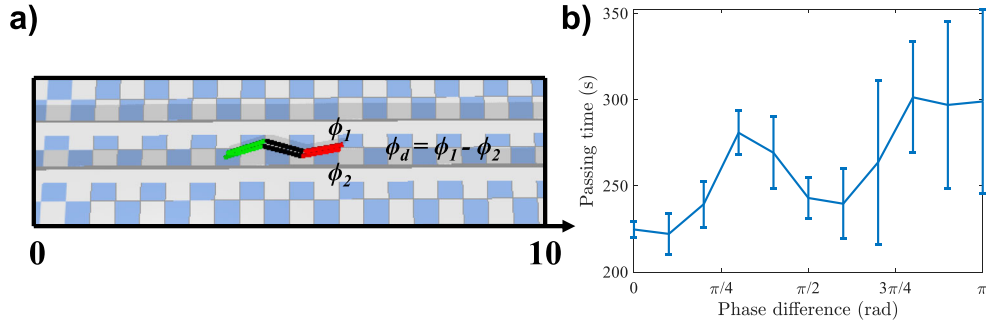 a)
ϕ1
ϕd = ϕ1 - ϕ2
ϕ2
0 10
b)
Passing time (s)
350
300
250
200
0 π/4 π/2 3π/4 π
Phase difference (rad)